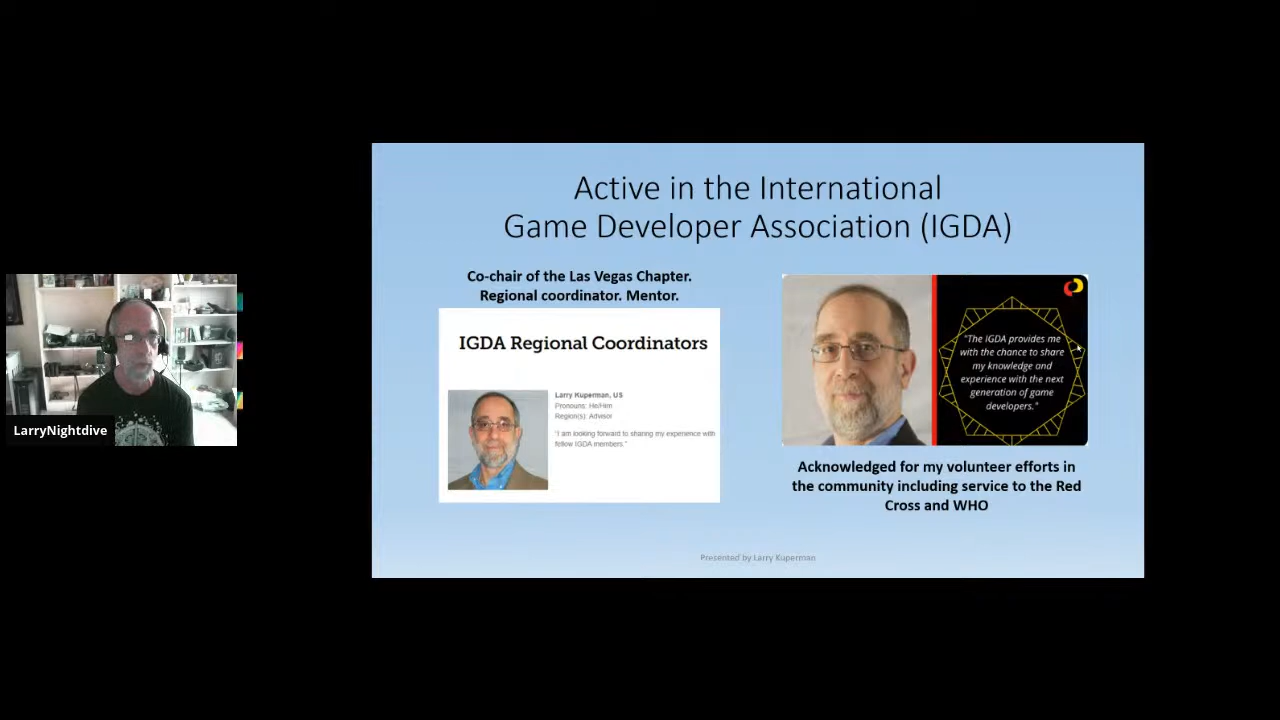 Active in the International
Game Developer Association (IGDA)
Co-chair of the Las Vegas Chapter.
Regional coordinator. Mentor.
IGDA Regional Coordinators
Larry Kuperman, US
Pronouns: He/Him
Region(s): Advisor
"I am looking forward to sharing my experience with
fellow IGDA members."
"The IGDA provides me
with the chance to share
my knowledge and
experience with the next
generation of game
developers."
Acknowledged for my volunteer efforts in
the community including service to the Red
Cross and WHO
Presented by Larry Kuperman
LarryNightdive